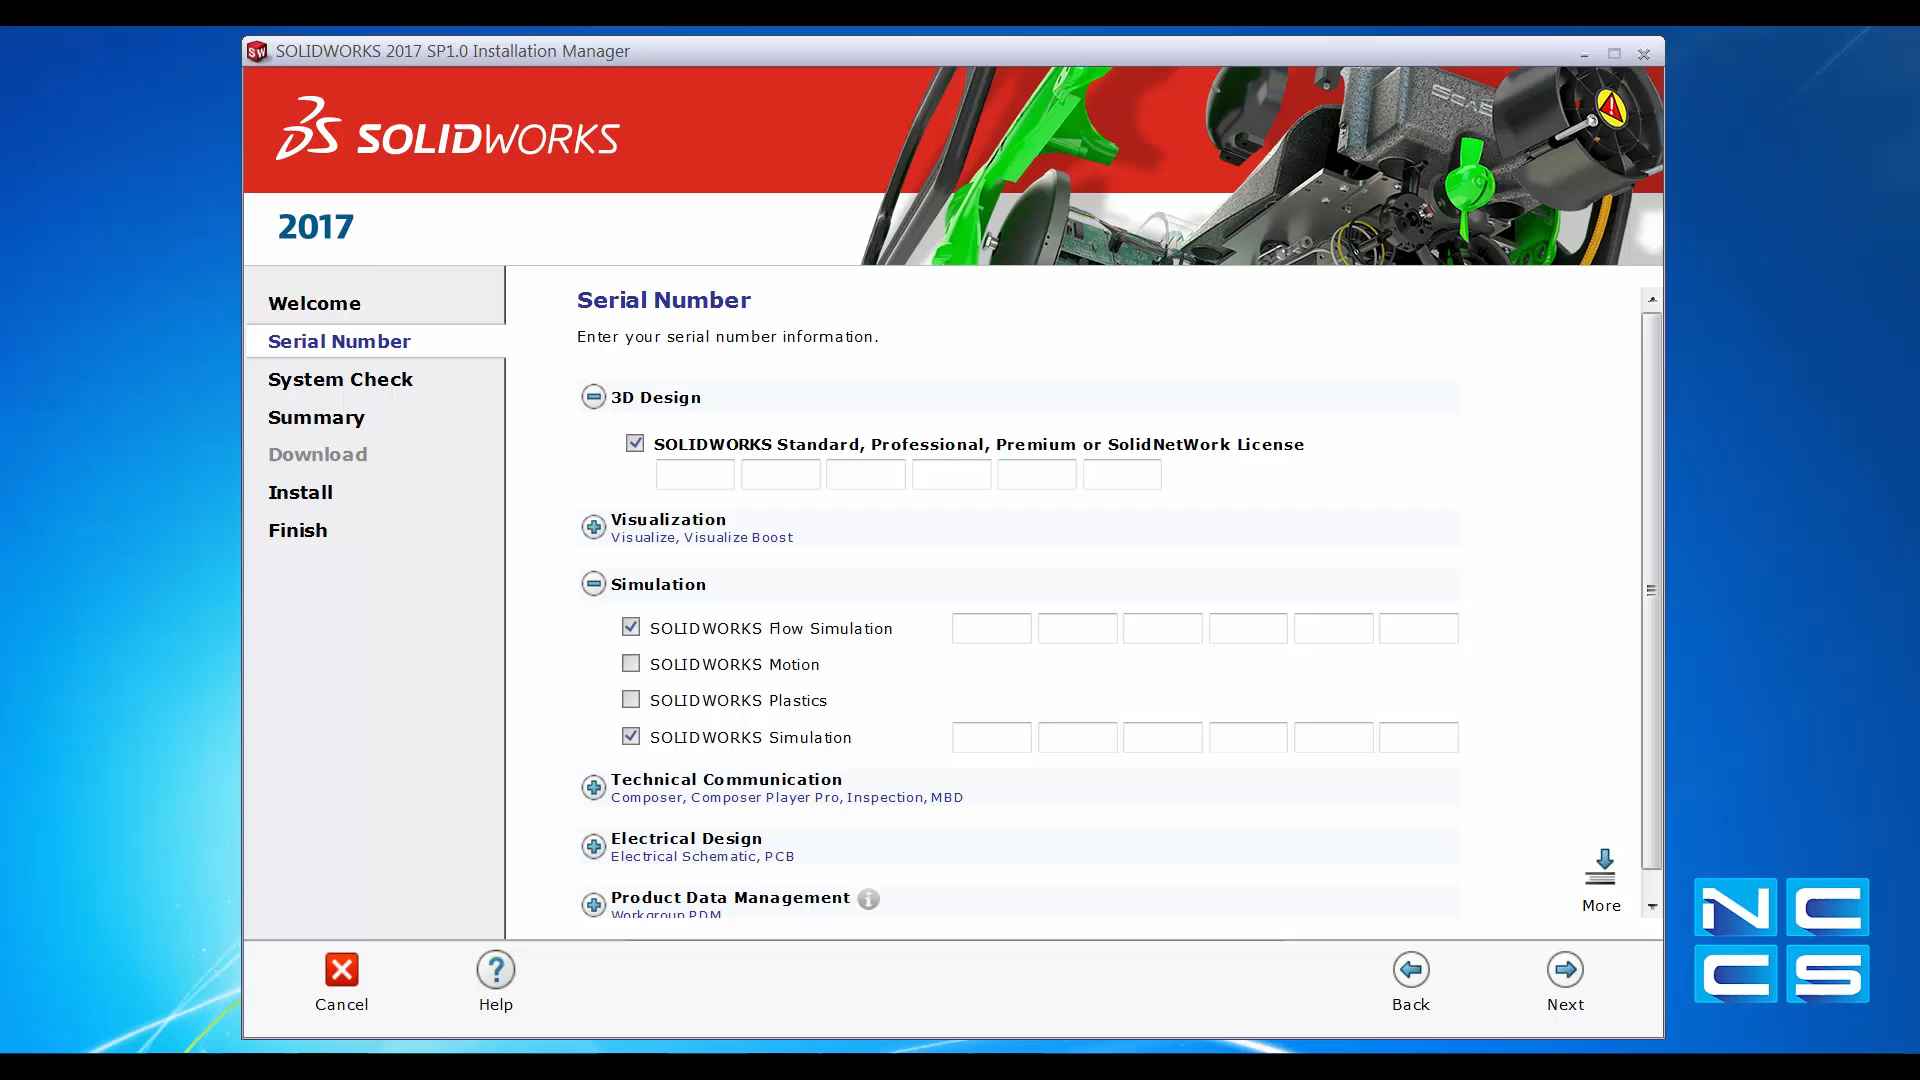 SOLIDWORKS 2017 SP1.0 Installation Manager
SOLIDWORKS
2017
Welcome
Serial Number
System Check
Summary
Download
Install
Finish
Serial Number
Enter your serial number information.
3D Design
SOLIDWORKS Standard, Professional, Premium or SolidNetWork License
Visualization
Visualize, Visualize Boost
Simulation
SOLIDWORKS Flow Simulation
SOLIDWORKS Motion
SOLIDWORKS Plastics
SOLIDWORKS Simulation
Technical Communication
Composer, Composer Player Pro, Inspection, MBD
Electrical Design
Electrical Schematic, PCB
Product Data Management
Workgroup PDM
More
Cancel
Help
Back
Next
NC
CS